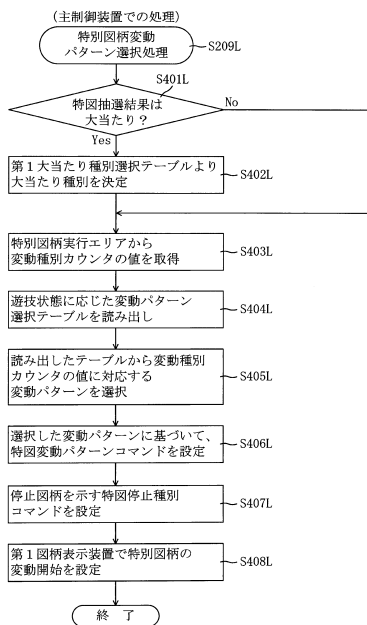 (主制御装置での処理)
特別図柄変動
パターン選択処理
S209L
S401L
特図抽選結果は
大当たり？
No
Yes
第１大当たり種別選択テーブルより
大当たり種別を決定
S402L
特別図柄実行エリアから
変動種別カウンタの値を取得
S403L
遊技状態に応じた変動パターン
選択テーブルを読み出し
S404L
読み出したテーブルから変動種別
カウンタの値に対応する
変動パターンを選択
S405L
選択した変動パターンに基づいて、
特図変動パターンコマンドを設定
S406L
停止図柄を示す特図停止種別
コマンドを設定
S407L
第１図柄表示装置で特別図柄の
変動開始を設定
S408L
終 了